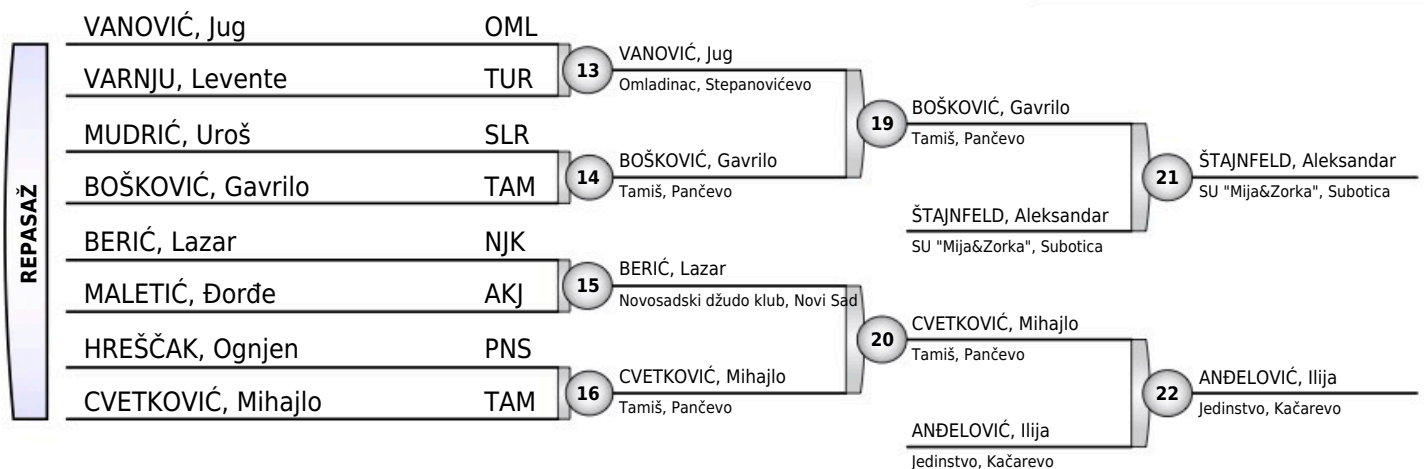 REPASAŽ
VANOVIĆ, Jug OML
VARNJU, Levente TUR
MUDRIĆ, Uroš SLR
BOŠKOVIĆ, Gavrilo TAM
BERIĆ, Lazar NJK
MALETIĆ, Đorđe AKJ
HREŠČAK, Ognjen PNS
CVETKOVIĆ, Mihajlo TAM
13
VANOVIĆ, Jug
Omladinac, Stepanovićevo
14
BOŠKOVIĆ, Gavrilo
Tamiš, Pančevo
15
BERIĆ, Lazar
Novosadski džudo klub, Novi Sad
16
CVETKOVIĆ, Mihajlo
Tamiš, Pančevo
19
BOŠKOVIĆ, Gavrilo
Tamiš, Pančevo
ŠTAJNFELD, Aleksandar
SU "Mija&Zorka", Subotica
20
CVETKOVIĆ, Mihajlo
Tamiš, Pančevo
ANĐELOVIĆ, Ilija
Jedinstvo, Kačarevo
21
ŠTAJNFELD, Aleksandar
SU "Mija&Zorka", Subotica
22
ANĐELOVIĆ, Ilija
Jedinstvo, Kačarevo